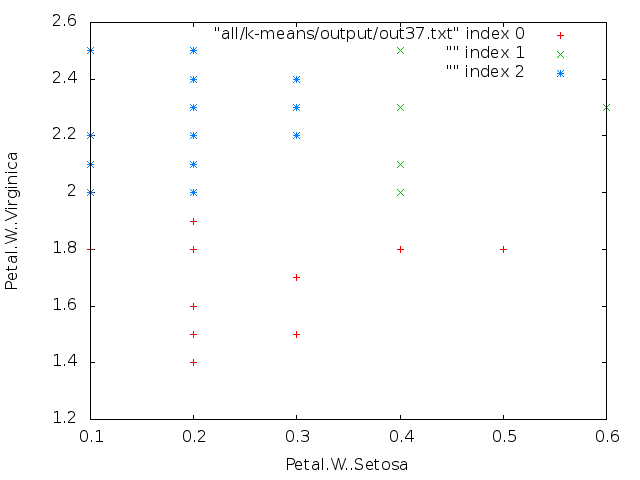 2.6
2.4
2.2
2
1.8
1.6
1.4
1.2
Petal.W..Virginica
"all/k-means/output/out37.txt" index 0
"" index 1
"" index 2
0.1 0.2 0.3 0.4 0.5 0.6
Petal.W..Setosa